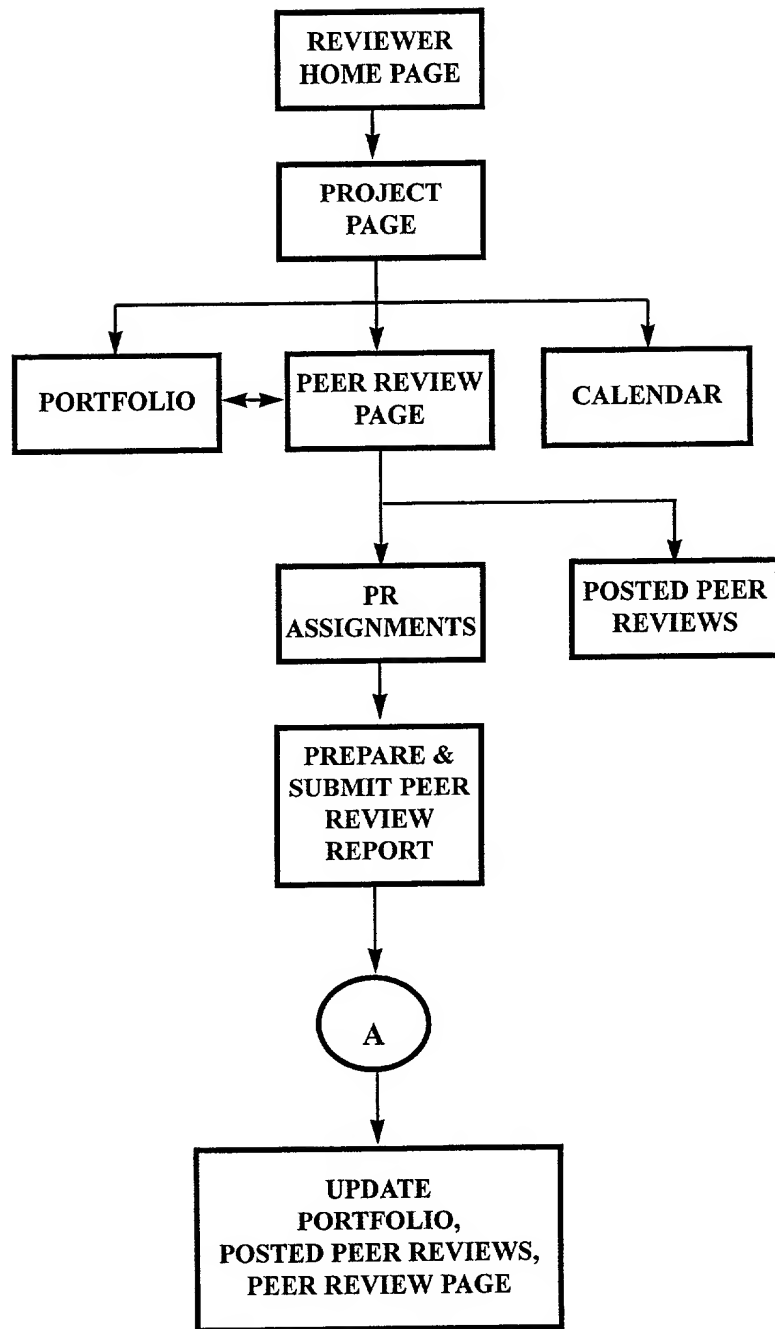 REVIEWER
HOME PAGE
PROJECT
PAGE
PORTFOLIO
PEER REVIEW
PAGE
CALENDAR
PR
ASSIGNMENTS
POSTED PEER
REVIEWS
PREPARE &
SUBMIT PEER
REVIEW
REPORT
A
UPDATE
PORTFOLIO,
POSTED PEER REVIEWS,
PEER REVIEW PAGE